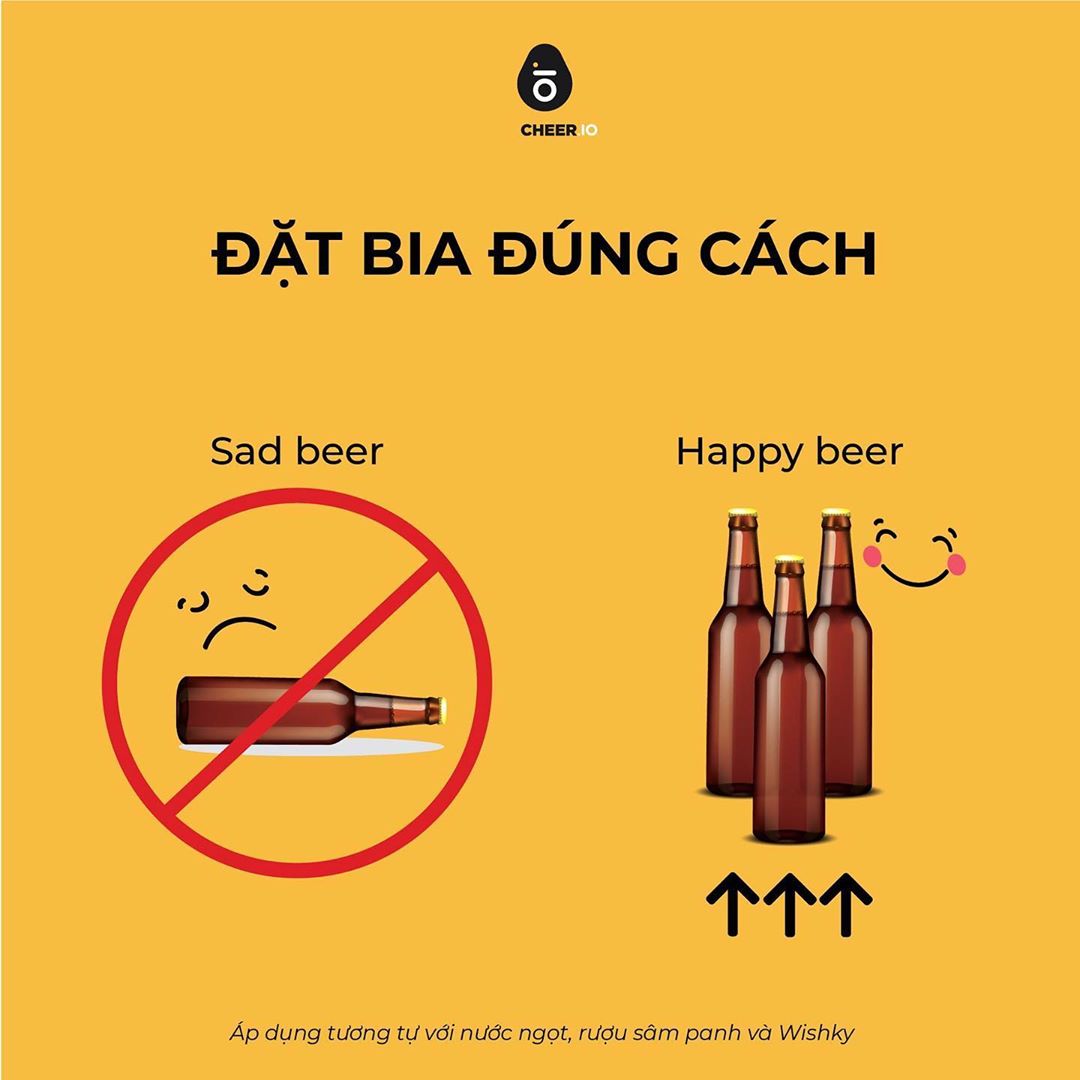 CHEER.IO
ĐẶT BIA ĐÚNG CÁCH
Sad beer
Happy beer
Áp dụng tương tự với nước ngọt, rượu sâm panh và Wishky